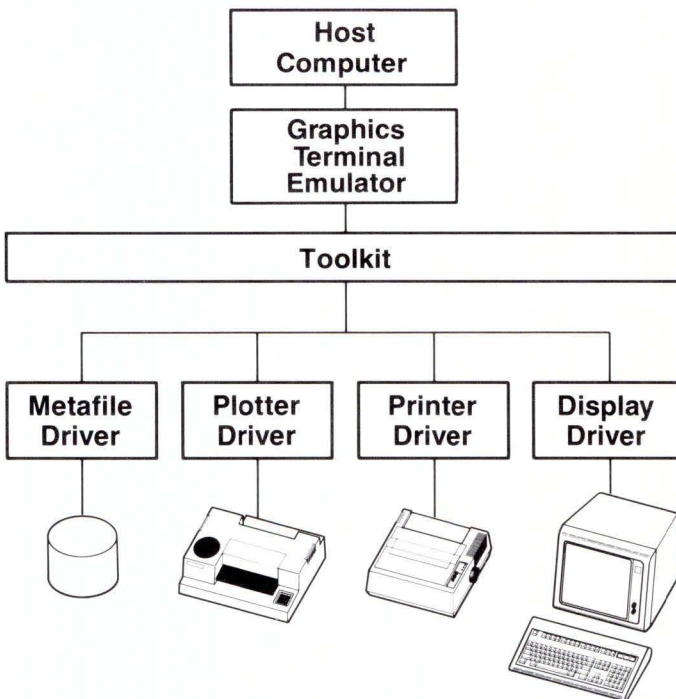 Host
Computer
Graphics
Terminal
Emulator
Toolkit
Metafile
Driver
Plotter
Driver
Printer
Driver
Display
Driver